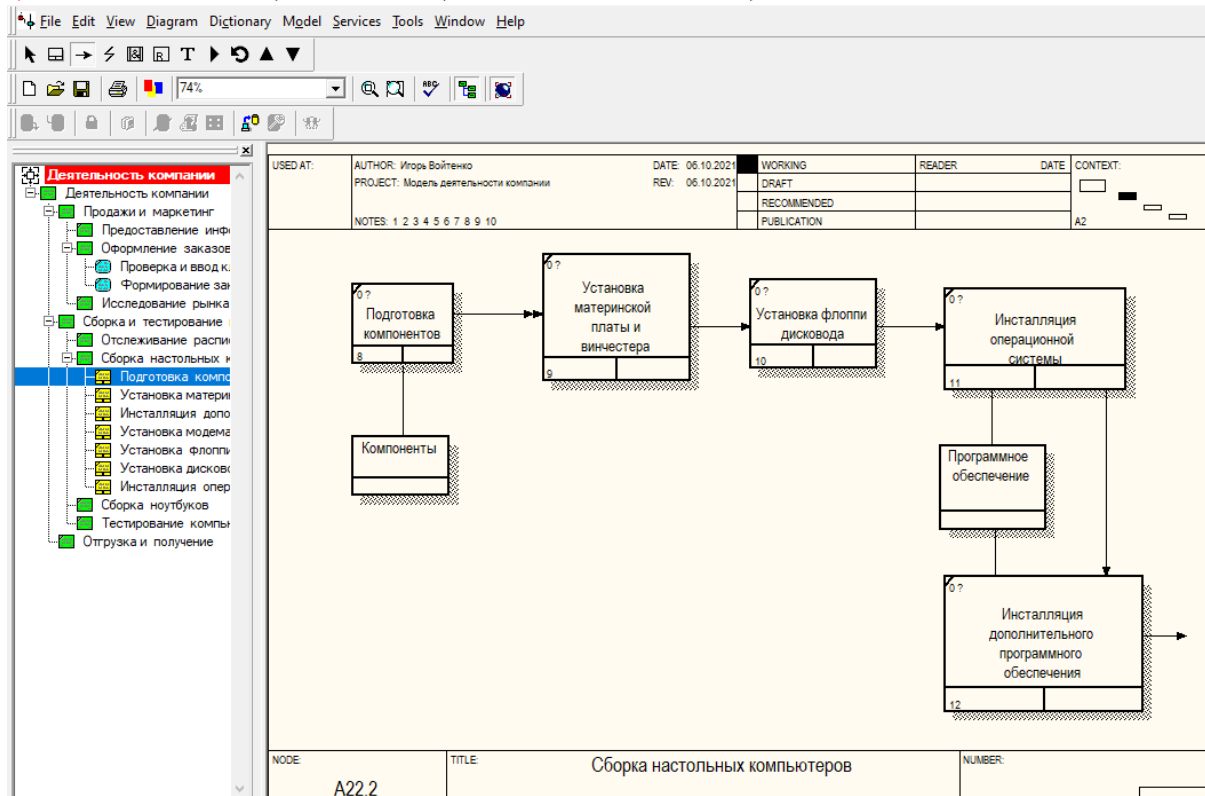 File Edit View Diagram Dictionary Model Services Tools Window Help
T
74%
ABC
Деятельность компании
Деятельность компании
Продажи и маркетинг
Предоставление инфо
Оформление заказов
Проверка и ввод к
Формирование за
Исследование рынка
Сборка и тестирование
Отслеживание распи
Сборка настольных к
Подготовка компо
Установка матери
Инсталляция допо
Установка модема
Установка флоппи
Установка дисково
Инсталляция опер
Сборка ноутбуков
Тестирование компь
Отгрузка и получение
USED AT:
AUTHOR: Игорь Войтенко
DATE: 06.10.2021
PROJECT: Модель деятельности компании
REV: 06.10.2021
NOTES: 1 2 3 4 5 6 7 8 9 10
WORKING
DRAFT
RECOMMENDED
PUBLICATION
READER
DATE
CONTEXT:
A2
0 ?
Подготовка
компонентов
8
0 ?
Установка
материнской
платы и
винчестера
9
0 ?
Установка флоппи
дисковода
10
0 ?
Инсталляция
операционной
системы
11
Компоненты
Программное
обеспечение
0 ?
Инсталляция
дополнительного
программного
обеспечения
12
NODE:
A22.2
TITLE:
Сборка настольных компьютеров
NUMBER: